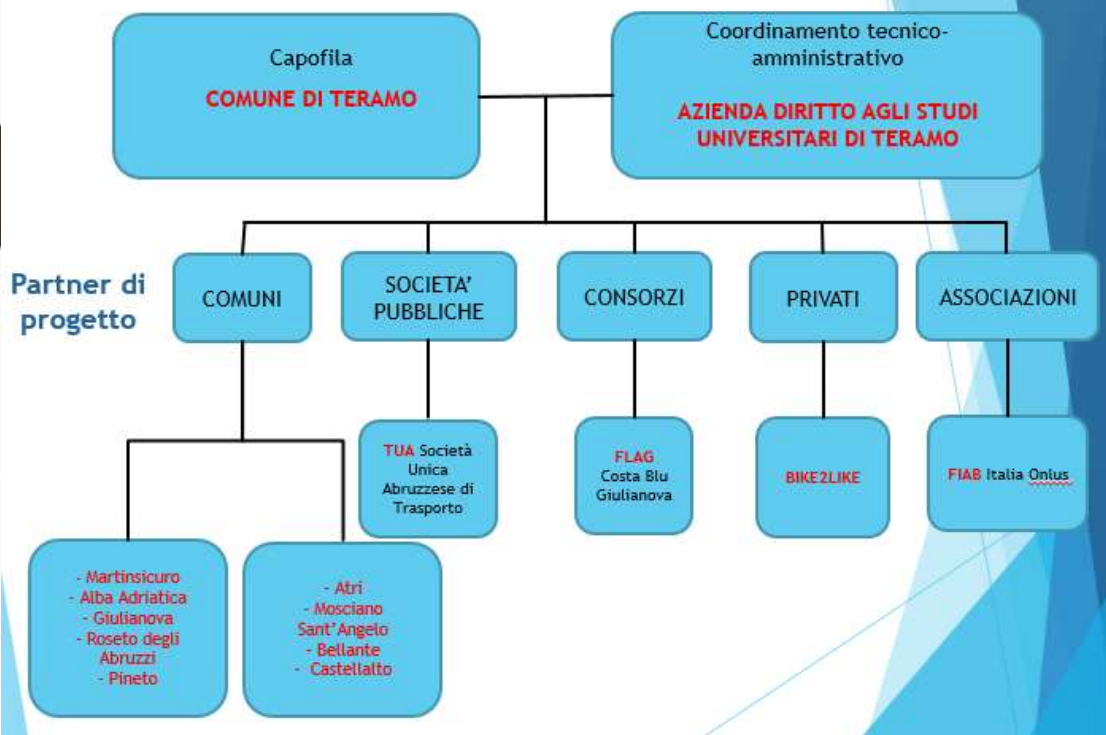 Capofila
COMUNE DI TERAMO
Coordinamento tecnico-
amministrativo
AZIENDA DIRITTO AGLI STUDI
UNIVERSITARI DI TERAMO
Partner di
progetto
COMUNI
SOCIETA'
PUBBLICHE
CONSORZI
PRIVATI
ASSOCIAZIONI
TUA Società
Unica
Abruzzese di
Trasporto
FLAG
Costa Blu
Giulianova
BIKE2LIKE
FIAB Italia Onlus
- Martinsicuro
- Alba Adriatica
- Giulianova
- Roseto degli
Abruzzi
- Pineto
- Atri
- Mosciano
Sant'Angelo
- Bellante
- Castellalto